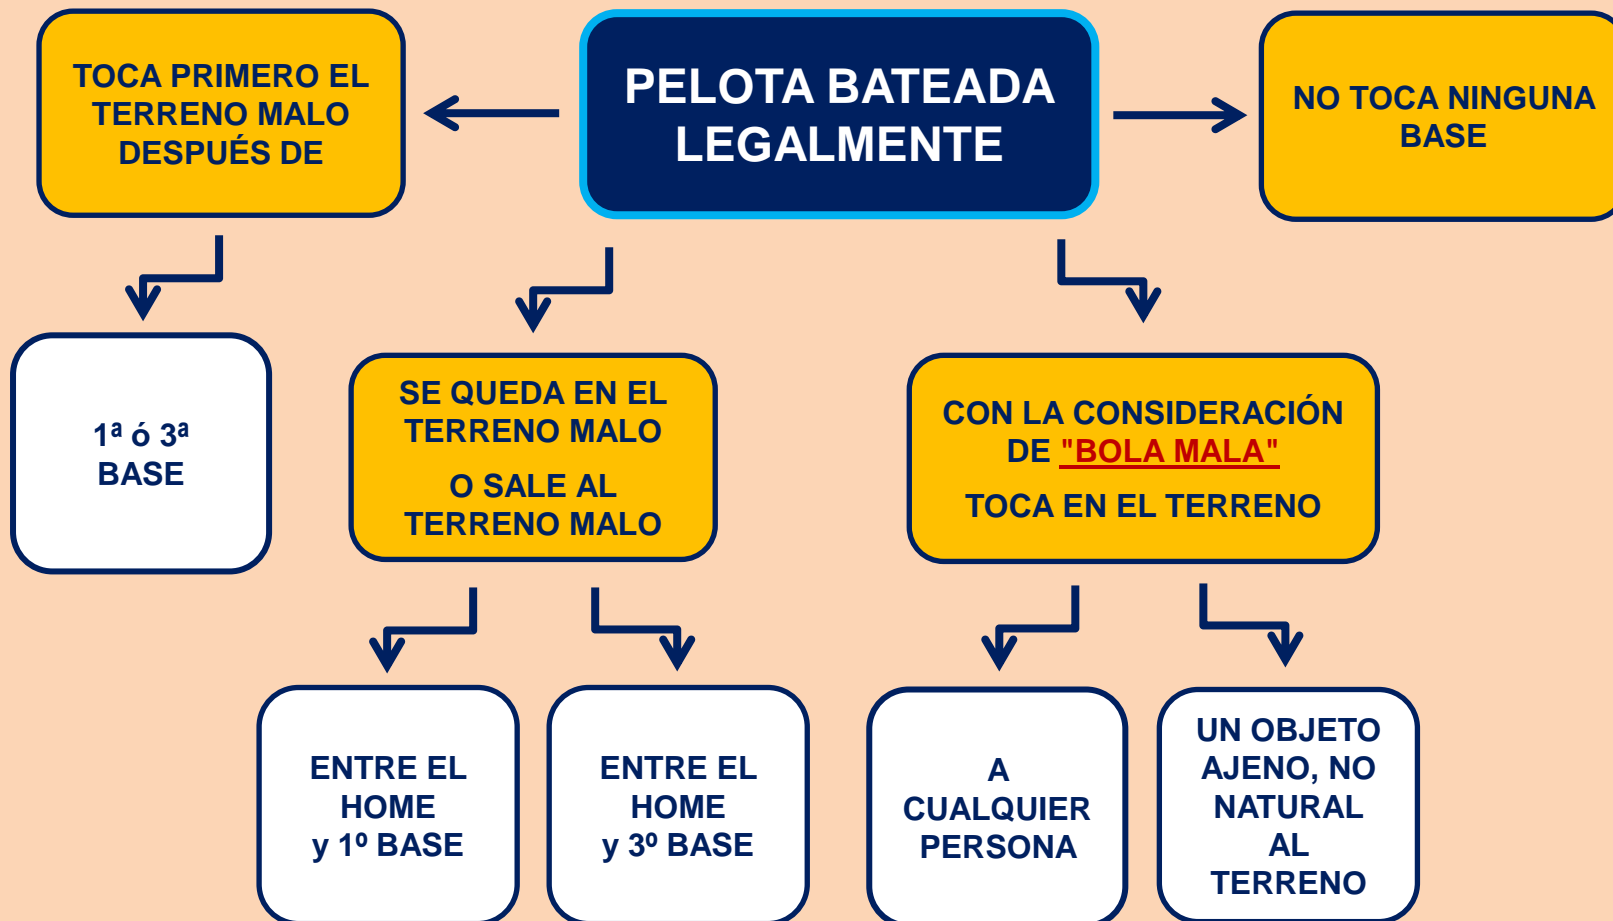 TOCA PRIMERO EL
TERRENO MALO
DESPUÉS DE
PELOTA BATEADA
LEGALMENTE
NO TOCA NINGUNA
BASE
1ª ó 3ª
BASE
SE QUEDA EN EL
TERRENO MALO
O SALE AL
TERRENO MALO
CON LA CONSIDERACIÓN
DE "BOLA MALA"
TOCA EN EL TERRENO
ENTRE EL
HOME
y 1º BASE
ENTRE EL
HOME
y 3º BASE
A
CUALQUIER
PERSONA
UN OBJETO
AJENO, NO
NATURAL
AL
TERRENO